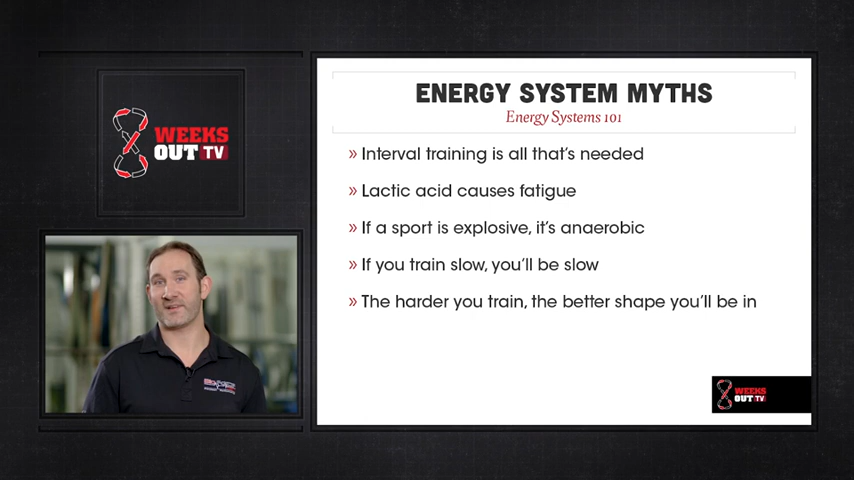 WEEKS
OUT TV
ENERGY SYSTEM MYTHS
Energy Systems 101
» Interval training is all that's needed
» Lactic acid causes fatigue
» If a sport is explosive, it's anaerobic
» If you train slow, you'll be slow
» The harder you train, the better shape you'll be in
WEEKS
OUT TV